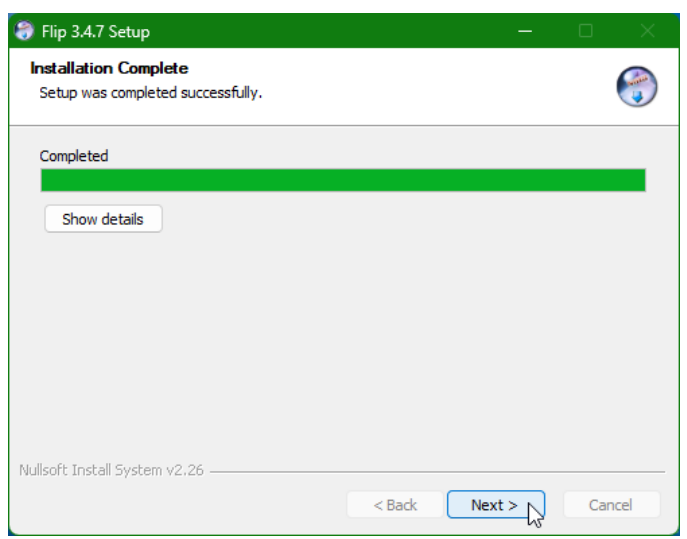 Flip 3.4.7 Setup
Installation Complete
Setup was completed successfully.
Completed
Show details
Nullsoft Install System v2.26
< Back Next > Cancel